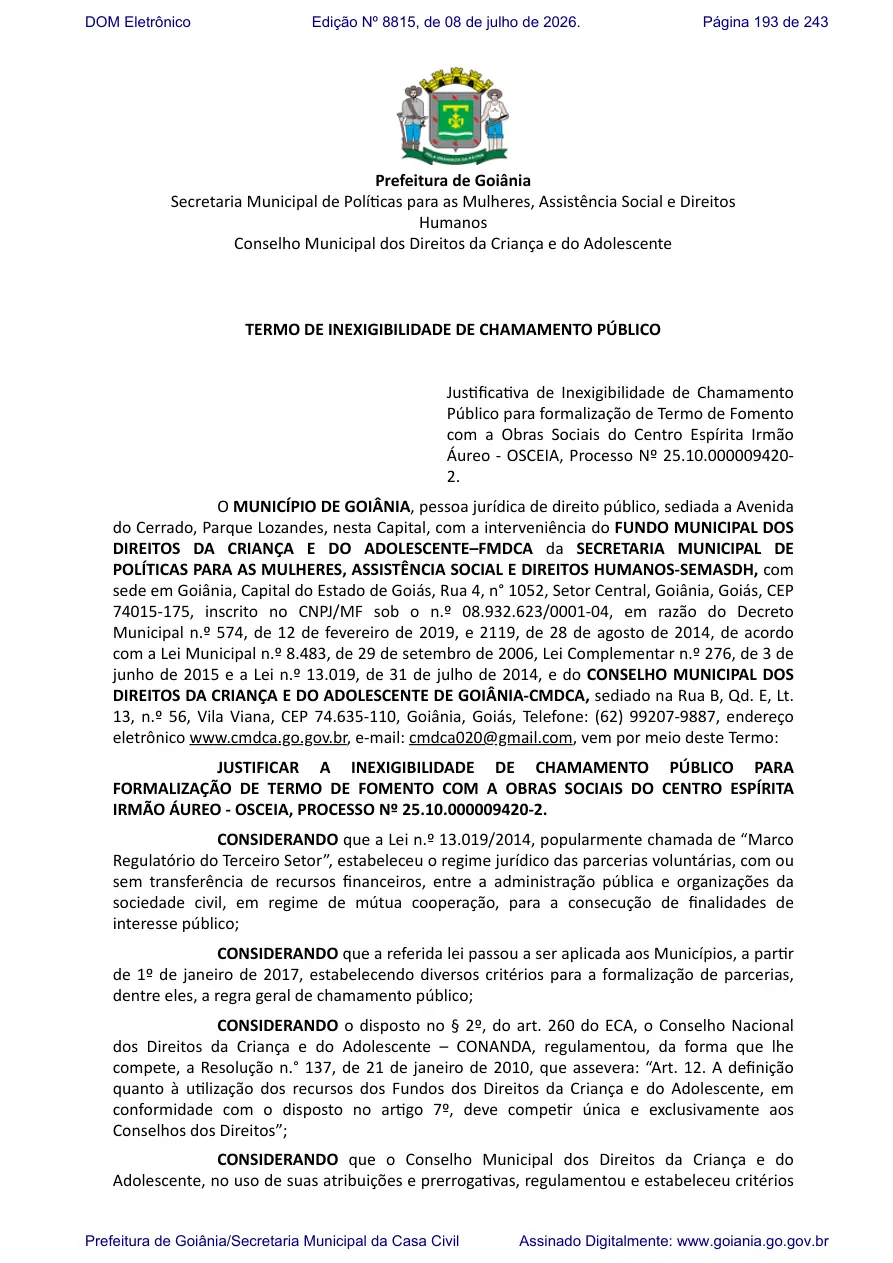 DOM Eletrônico Edição Nº 8815, de 08 de julho de 2026. Página 193 de 243
PELA GRANDEZA DA PÁTRIA
Prefeitura de Goiânia
Secretaria Municipal de Políticas para as Mulheres, Assistência Social e Direitos
Humanos
Conselho Municipal dos Direitos da Criança e do Adolescente
TERMO DE INEXIGIBILIDADE DE CHAMAMENTO PÚBLICO
Justificativa de Inexigibilidade de Chamamento
Público para formalização de Termo de Fomento
com a Obras Sociais do Centro Espírita Irmão
Áureo - OSCEIA, Processo Nº 25.10.000009420-
2.
O MUNICÍPIO DE GOIÂNIA, pessoa jurídica de direito público, sediada a Avenida
do Cerrado, Parque Lozandes, nesta Capital, com a interveniência do FUNDO MUNICIPAL DOS
DIREITOS DA CRIANÇA E DO ADOLESCENTE–FMDCA da SECRETARIA MUNICIPAL DE
POLÍTICAS PARA AS MULHERES, ASSISTÊNCIA SOCIAL E DIREITOS HUMANOS-SEMASDH, com
sede em Goiânia, Capital do Estado de Goiás, Rua 4, n° 1052, Setor Central, Goiânia, Goiás, CEP
74015-175, inscrito no CNPJ/MF sob o n.º 08.932.623/0001-04, em razão do Decreto
Municipal n.º 574, de 12 de fevereiro de 2019, e 2119, de 28 de agosto de 2014, de acordo
com a Lei Municipal n.º 8.483, de 29 de setembro de 2006, Lei Complementar n.º 276, de 3 de
junho de 2015 e a Lei n.º 13.019, de 31 de julho de 2014, e do CONSELHO MUNICIPAL DOS
DIREITOS DA CRIANÇA E DO ADOLESCENTE DE GOIÂNIA-CMDCA, sediado na Rua B, Qd. E, Lt.
13, n.º 56, Vila Viana, CEP 74.635-110, Goiânia, Goiás, Telefone: (62) 99207-9887, endereço
eletrônico www.cmdca.go.gov.br, e-mail: cmdca020@gmail.com, vem por meio deste Termo:
JUSTIFICAR A INEXIGIBILIDADE DE CHAMAMENTO PÚBLICO PARA
FORMALIZAÇÃO DE TERMO DE FOMENTO COM A OBRAS SOCIAIS DO CENTRO ESPÍRITA
IRMÃO ÁUREO - OSCEIA, PROCESSO Nº 25.10.000009420-2.
CONSIDERANDO que a Lei n.º 13.019/2014, popularmente chamada de “Marco
Regulatório do Terceiro Setor”, estabeleceu o regime jurídico das parcerias voluntárias, com ou
sem transferência de recursos financeiros, entre a administração pública e organizações da
sociedade civil, em regime de mútua cooperação, para a consecução de finalidades de
interesse público;
CONSIDERANDO que a referida lei passou a ser aplicada aos Municípios, a partir
de 1º de janeiro de 2017, estabelecendo diversos critérios para a formalização de parcerias,
dentre eles, a regra geral de chamamento público;
CONSIDERANDO o disposto no § 2º, do art. 260 do ECA, o Conselho Nacional
dos Direitos da Criança e do Adolescente – CONANDA, regulamentou, da forma que lhe
compete, a Resolução n.° 137, de 21 de janeiro de 2010, que assevera: “Art. 12. A definição
quanto à utilização dos recursos dos Fundos dos Direitos da Criança e do Adolescente, em
conformidade com o disposto no artigo 7º, deve competir única e exclusivamente aos
Conselhos dos Direitos”;
CONSIDERANDO que o Conselho Municipal dos Direitos da Criança e do
Adolescente, no uso de suas atribuições e prerrogativas, regulamentou e estabeleceu critérios
Prefeitura de Goiânia/Secretaria Municipal da Casa Civil Assinado Digitalmente: www.goiania.go.gov.br